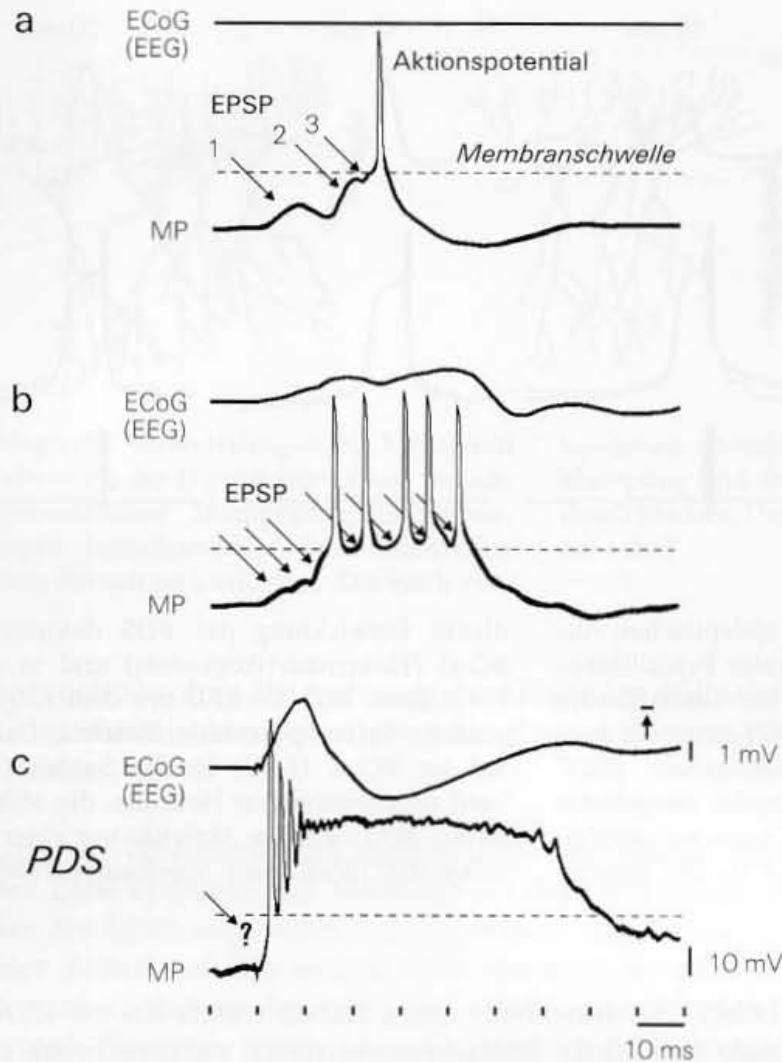 a
ECoG
(EEG)
Aktionspotential
EPSP
1
2
3
Membranschwelle
MP
b
ECoG
(EEG)
EPSP
MP
1 mV
c
ECoG
(EEG)
PDS
?
MP
10 mV
10 ms